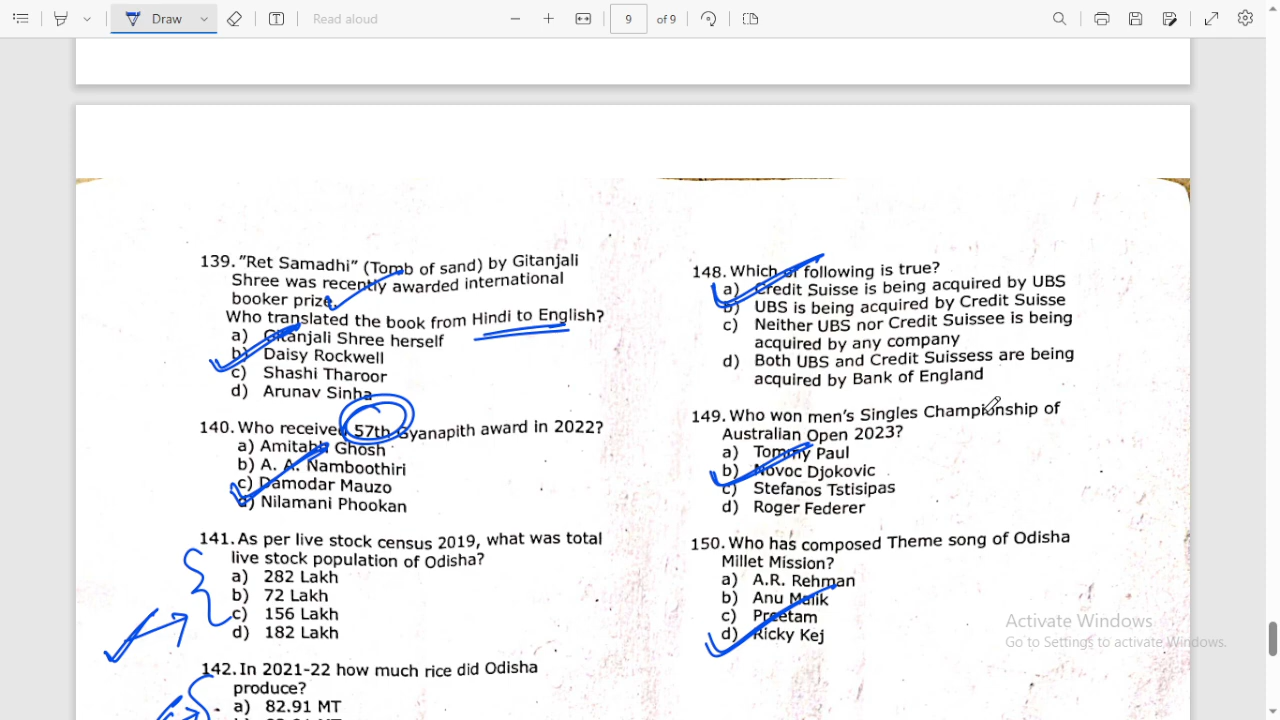 Draw
Read aloud
9
of 9
139. "Ret Samadhi" (Tomb of sand) by Gitanjali
Shree was recently awarded international
booker prize.
Who translated the book from Hindi to English?
a) Gitanjali Shree herself
b) Daisy Rockwell
c) Shashi Tharoor
d) Arunav Sinha
140. Who received 57th Gyanapith award in 2022?
a) Amitabh Ghosh
b) A. A. Namboothiri
c) Damodar Mauzo
d) Nilamani Phookan
141. As per live stock census 2019, what was total
live stock population of Odisha?
a) 282 Lakh
b) 72 Lakh
c) 156 Lakh
d) 182 Lakh
142. In 2021-22 how much rice did Odisha
produce?
a) 82.91 MT
148. Which of following is true?
a) Credit Suisse is being acquired by UBS
b) UBS is being acquired by Credit Suisse
c) Neither UBS nor Credit Suissee is being
acquired by any company
d) Both UBS and Credit Suissess are being
acquired by Bank of England
149. Who won men's Singles Championship of
Australian Open 2023?
a) Tommy Paul
b) Novoc Djokovic
c) Stefanos Tstisipas
d) Roger Federer
150. Who has composed Theme song of Odisha
Millet Mission?
a) A.R. Rehman
b) Anu Malik
c) Preetam
d) Ricky Kej
Activate Windows
Go to Settings to activate Windows.